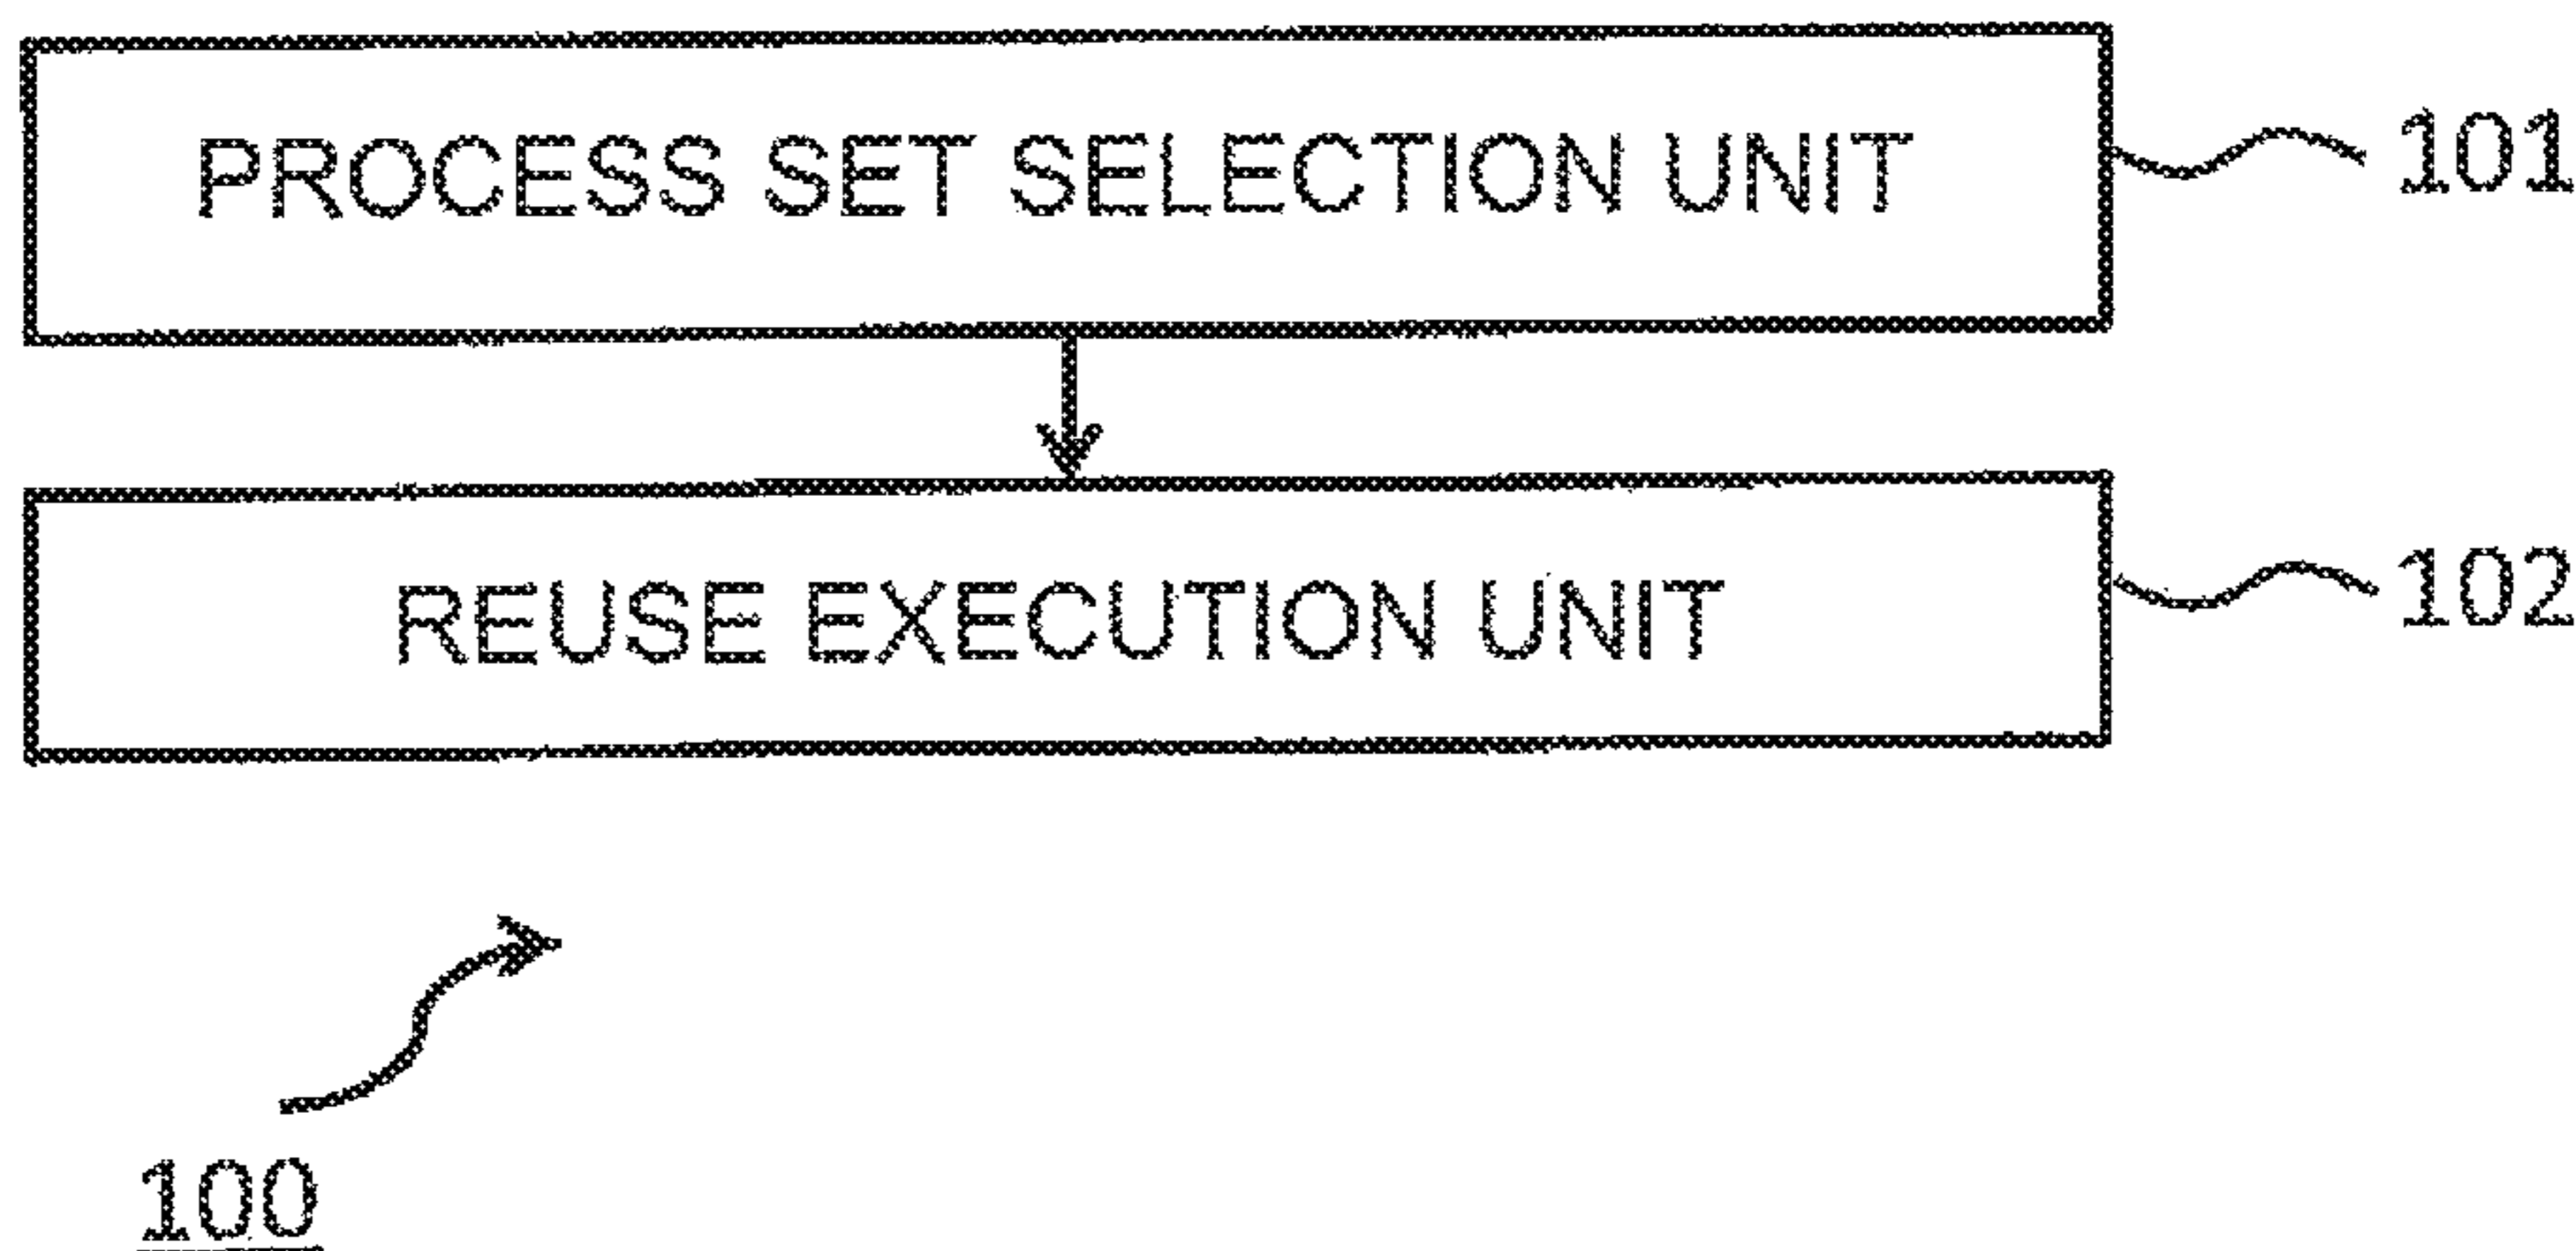 PROCESS SET SELECTION UNIT
101
REUSE EXECUTION UNIT
102
100